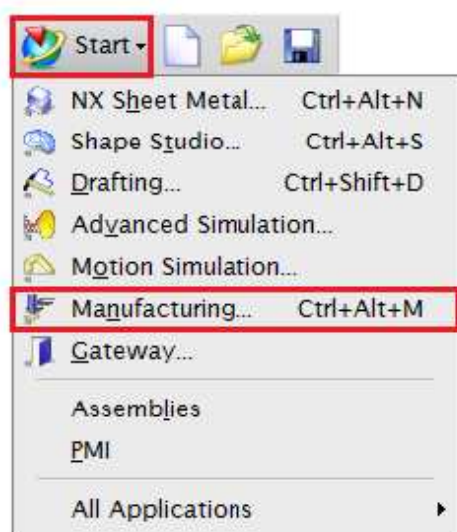 Start
NX Sheet Metal... Ctrl+Alt+N
Shape Studio... Ctrl+Alt+S
Drafting... Ctrl+Shift+D
Advanced Simulation...
Motion Simulation...
Manufacturing... Ctrl+Alt+M
Gateway...
Assemblies
PMI
All Applications